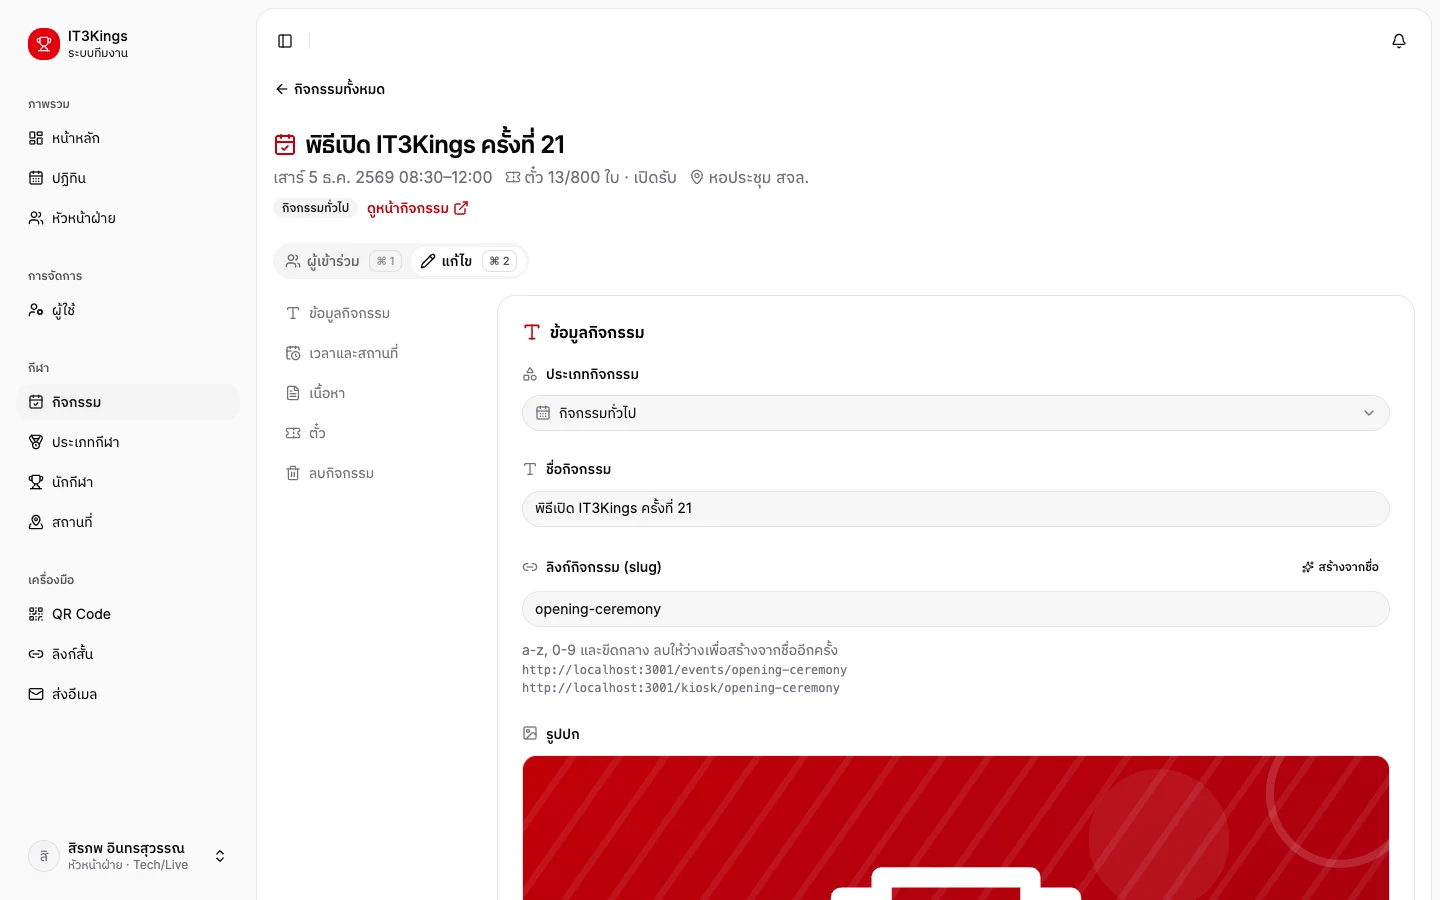 IT3Kings
ระบบทีมงาน
ภาพรวม
หน้าหลัก
ปฏิทิน
หัวหน้าฝ่าย
การจัดการ
ผู้ใช้
กีฬา
กิจกรรม
ประเภทกีฬา
นักกีฬา
สถานที่
เครื่องมือ
QR Code
ลิงก์สั้น
ส่งอีเมล
สิ
สิรภพ อินทรสุวรรณ
หัวหน้าฝ่าย · Tech/Live
กิจกรรมทั้งหมด
พิธีเปิด IT3Kings ครั้งที่ 21
เสาร์ 5 ธ.ค. 2569 08:30–12:00 ตั๋ว 13/800 ใบ · เปิดรับ หอประชุม สจล.
กิจกรรมทั่วไป ดูหน้ากิจกรรม
ผู้เข้าร่วม ⌘ 1 แก้ไข ⌘ 2
ข้อมูลกิจกรรม
เวลาและสถานที่
เนื้อหา
ตั๋ว
ลบกิจกรรม
ข้อมูลกิจกรรม
ประเภทกิจกรรม
กิจกรรมทั่วไป
ชื่อกิจกรรม
พิธีเปิด IT3Kings ครั้งที่ 21
ลิงก์กิจกรรม (slug) สร้างจากชื่อ
opening-ceremony
a-z, 0-9 และขีดกลาง ลบให้ว่างเพื่อสร้างจากชื่ออีกครั้ง
http://localhost:3001/events/opening-ceremony
http://localhost:3001/kiosk/opening-ceremony
รูปปก